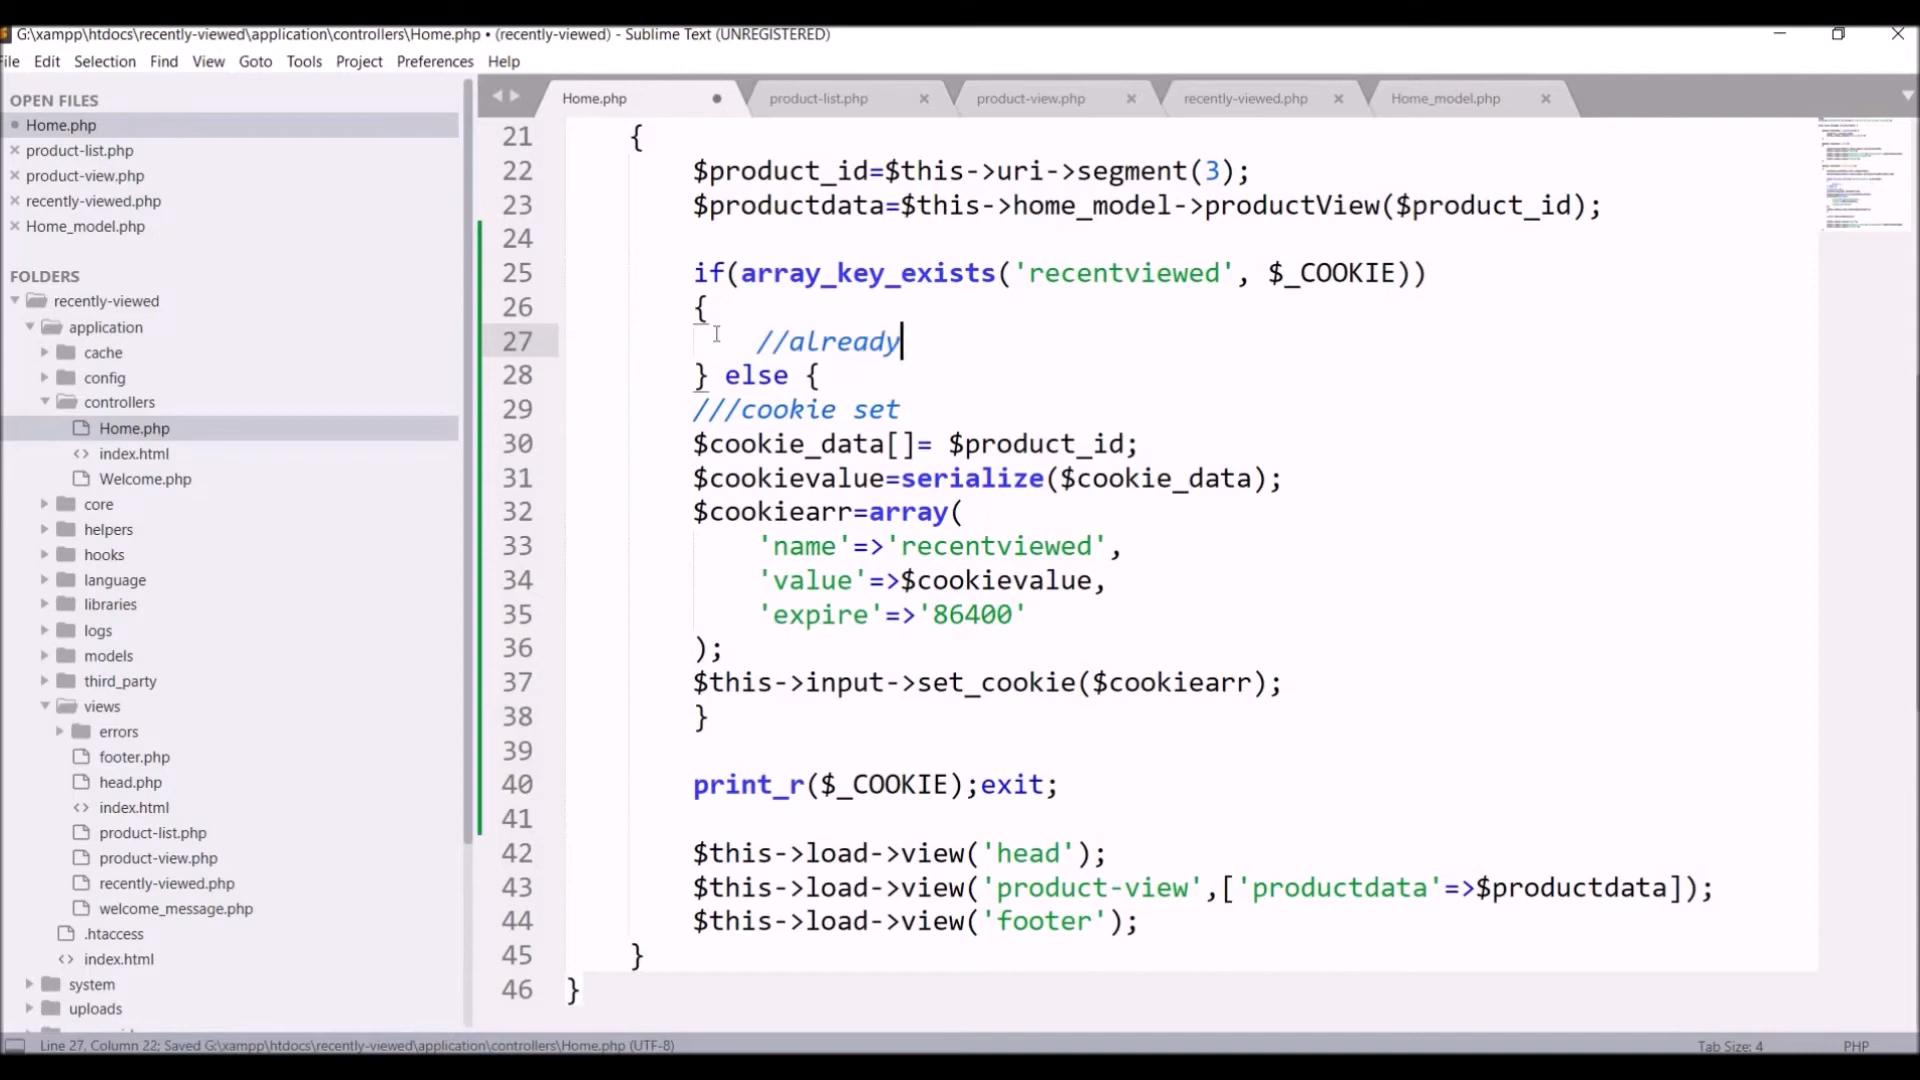 G:\xampp\htdocs\recently-viewed\application\controllers\Home.php • (recently-viewed) - Sublime Text (UNREGISTERED)
File Edit Selection Find View Goto Tools Project Preferences Help
OPEN FILES
Home.php
product-list.php
product-view.php
recently-viewed.php
Home_model.php
FOLDERS
recently-viewed
application
cache
config
controllers
Home.php
index.html
Welcome.php
core
helpers
hooks
language
libraries
logs
models
third_party
views
errors
footer.php
head.php
index.html
product-list.php
product-view.php
recently-viewed.php
welcome_message.php
.htaccess
index.html
system
uploads
Home.php product-list.php product-view.php recently-viewed.php Home_model.php
21 {
22 $product_id=$this->uri->segment(3);
23 $productdata=$this->home_model->productView($product_id);
24
25 if(array_key_exists('recentviewed', $_COOKIE))
26 {
27 //already
28 } else {
29 ///cookie set
30 $cookie_data[]= $product_id;
31 $cookievalue=serialize($cookie_data);
32 $cookiearr=array(
33 'name'=>'recentviewed',
34 'value'=>$cookievalue,
35 'expire'=>'86400'
36 );
37 $this->input->set_cookie($cookiearr);
38 }
39
40 print_r($_COOKIE);exit;
41
42 $this->load->view('head');
43 $this->load->view('product-view',['productdata'=>$productdata]);
44 $this->load->view('footer');
45 }
46 }
Line 27, Column 22; Saved G:\xampp\htdocs\recently-viewed\application\controllers\Home.php (UTF-8)
Tab Size: 4 PHP